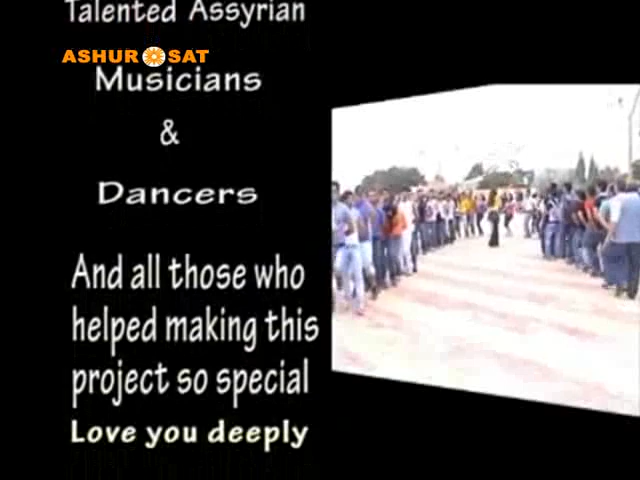 Talented Assyrian
ASHUR SAT
Musicians
&
Dancers
And all those who
helped making this
project so special
Love you deeply